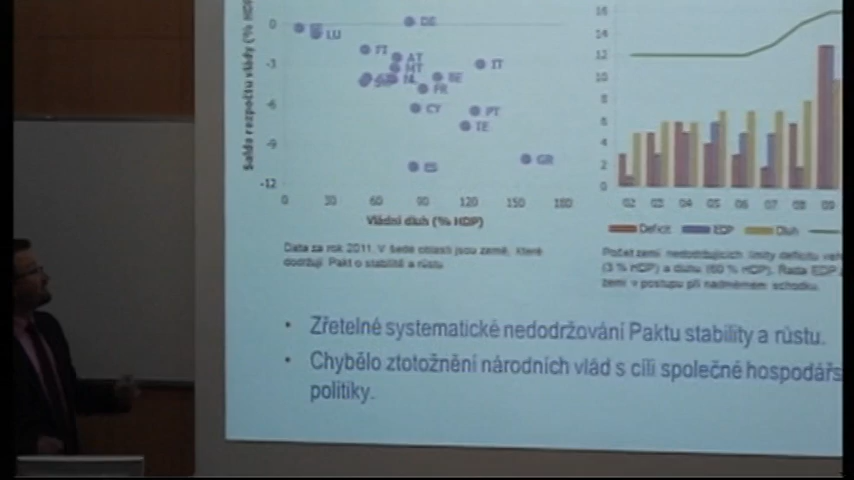 Saldo rozpočtu vlády (% HDP)
0
-3
-6
-9
-12
DE
LU
FI
AT
MT
IT
NL
BE
FR
CY
PT
GR
0 30 60 90 120 150 180
Vládní dluh (% HDP)
Data za rok 2011. V šedé oblasti jsou země, které
dodržují Pakt o stabilitě a růstu
16
14
12
10
8
6
4
2
0
02 03 04 05 06 07 08 09
Deficit EDP Dluh
Počet zemí nedodržujících limity deficitu
(3 % HDP) a dluhu (60 % HDP). Řada EDP
zemí v postupu při nadměrném schodku.
• Zřetelné systematické nedodržování Paktu stability a růstu.
• Chybělo ztotožnění národních vlád s cíli společné hospodářs
politiky.